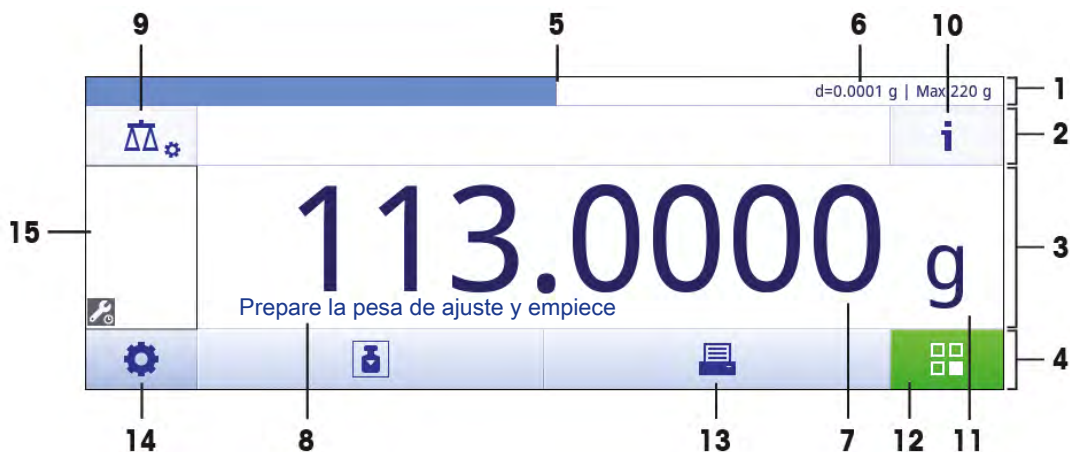 9 5 6 10
d=0.0001 g | Max 220 g 1
i 2
113.0000 g 3
15
Prepare la pesa de ajuste y empiece
4
14 8 13 7 12 11